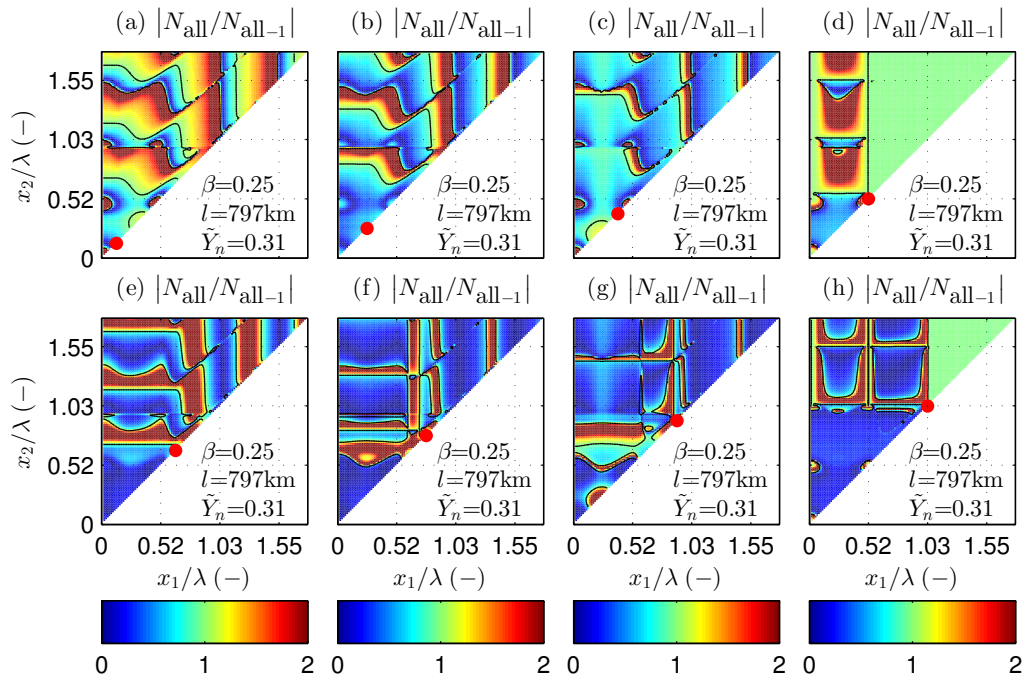 (a) |N_all/N_all−1| (b) |N_all/N_all−1| (c) |N_all/N_all−1| (d) |N_all/N_all−1|
1.55
1.03
0.52
0
x_2/λ (−)
β=0.25 β=0.25 β=0.25 β=0.25
l=797km l=797km l=797km l=797km
Ỹ_n=0.31 Ỹ_n=0.31 Ỹ_n=0.31 Ỹ_n=0.31
(e) |N_all/N_all−1| (f) |N_all/N_all−1| (g) |N_all/N_all−1| (h) |N_all/N_all−1|
1.55
1.03
0.52
0
x_2/λ (−)
β=0.25 β=0.25 β=0.25 β=0.25
l=797km l=797km l=797km l=797km
Ỹ_n=0.31 Ỹ_n=0.31 Ỹ_n=0.31 Ỹ_n=0.31
0 0.52 1.03 1.55 0 0.52 1.03 1.55 0 0.52 1.03 1.55 0 0.52 1.03 1.55
x_1/λ (−) x_1/λ (−) x_1/λ (−) x_1/λ (−)
0 1 2 0 1 2 0 1 2 0 1 2